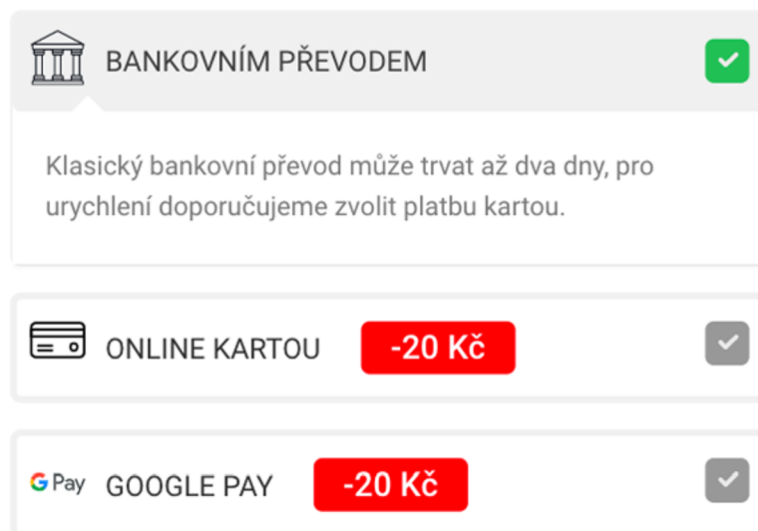 BANKOVNÍM PŘEVODEM
Klasický bankovní převod může trvat až dva dny, pro
urychlení doporučujeme zvolit platbu kartou.
ONLINE KARTOU -20 Kč
G Pay GOOGLE PAY -20 Kč